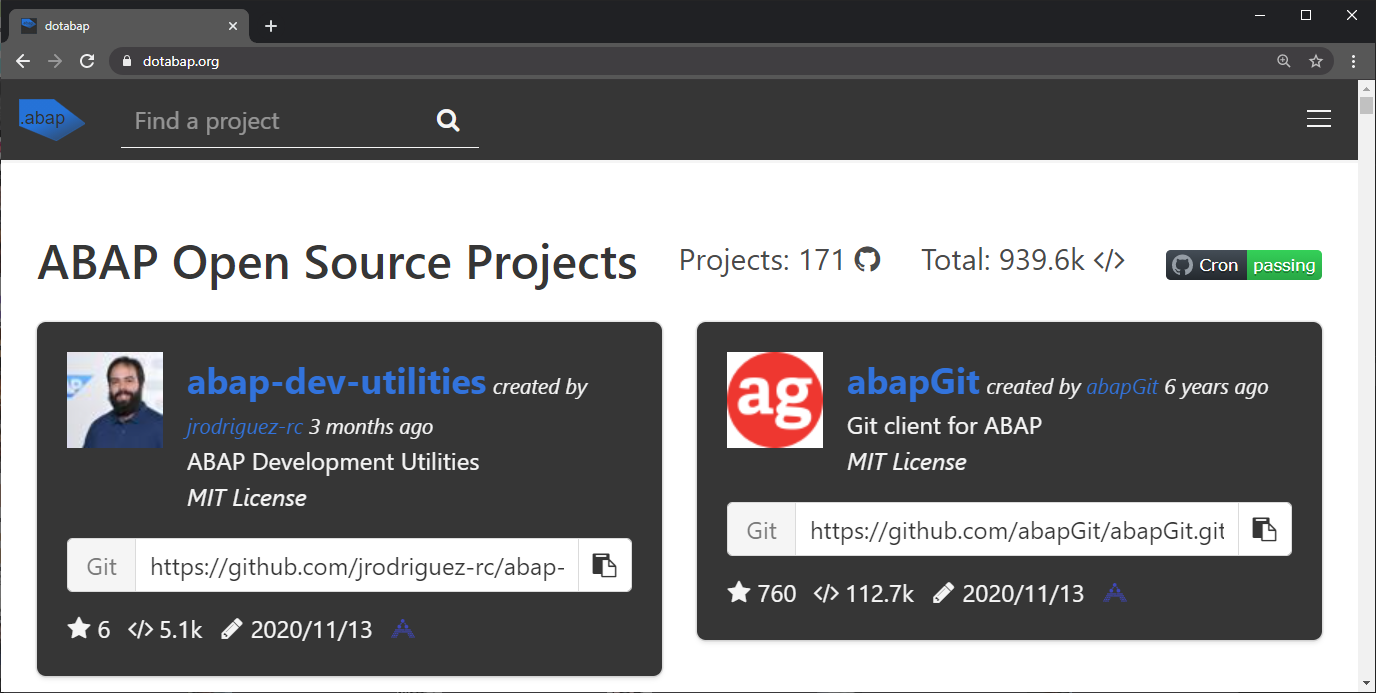 dotabap
dotabap.org
.abap
Find a project
ABAP Open Source Projects
Projects: 171
Total: 939.6k </>
Cron passing
abap-dev-utilities created by
jrodriguez-rc 3 months ago
ABAP Development Utilities
MIT License
Git https://github.com/jrodriguez-rc/abap-
6 </> 5.1k 2020/11/13
ag
abapGit created by abapGit 6 years ago
Git client for ABAP
MIT License
Git https://github.com/abapGit/abapGit.git
760 </> 112.7k 2020/11/13